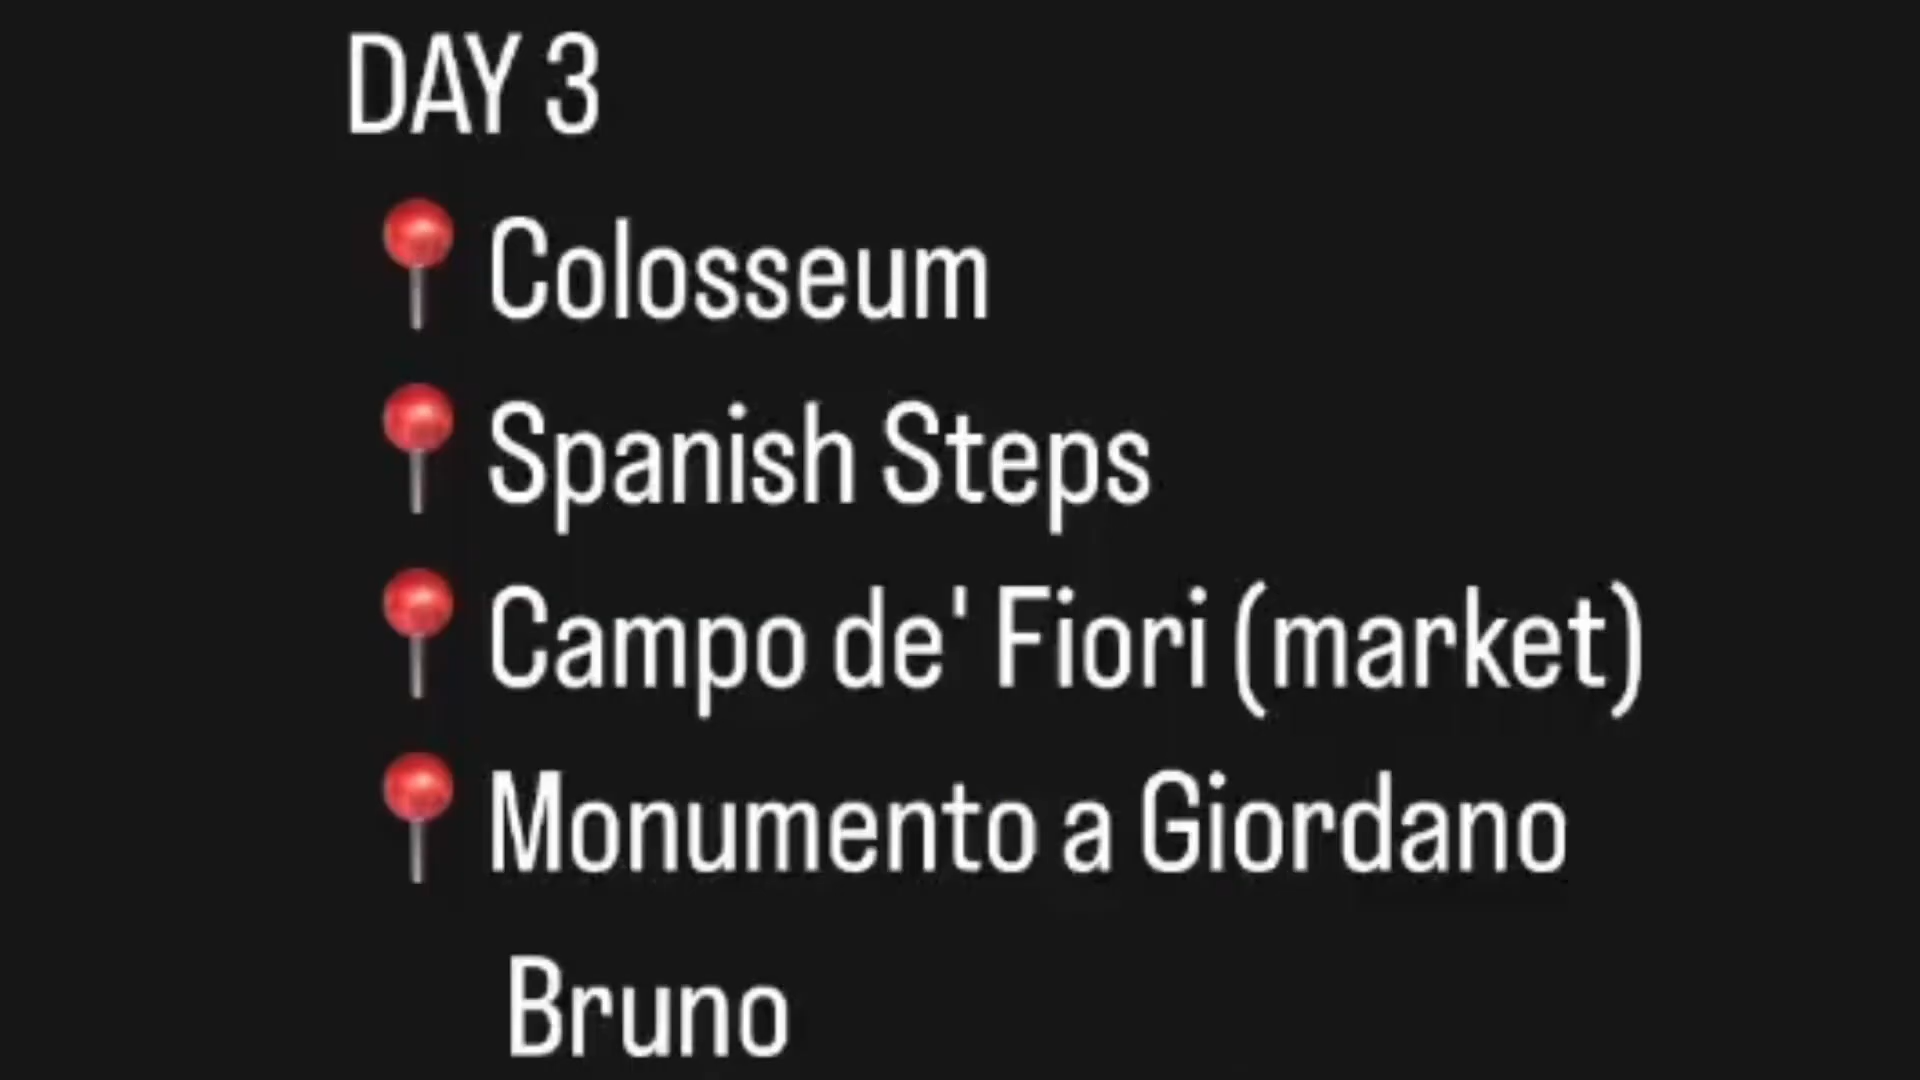 DAY 3
📍 Colosseum
📍 Spanish Steps
📍 Campo de' Fiori (market)
📍 Monumento a Giordano
Bruno